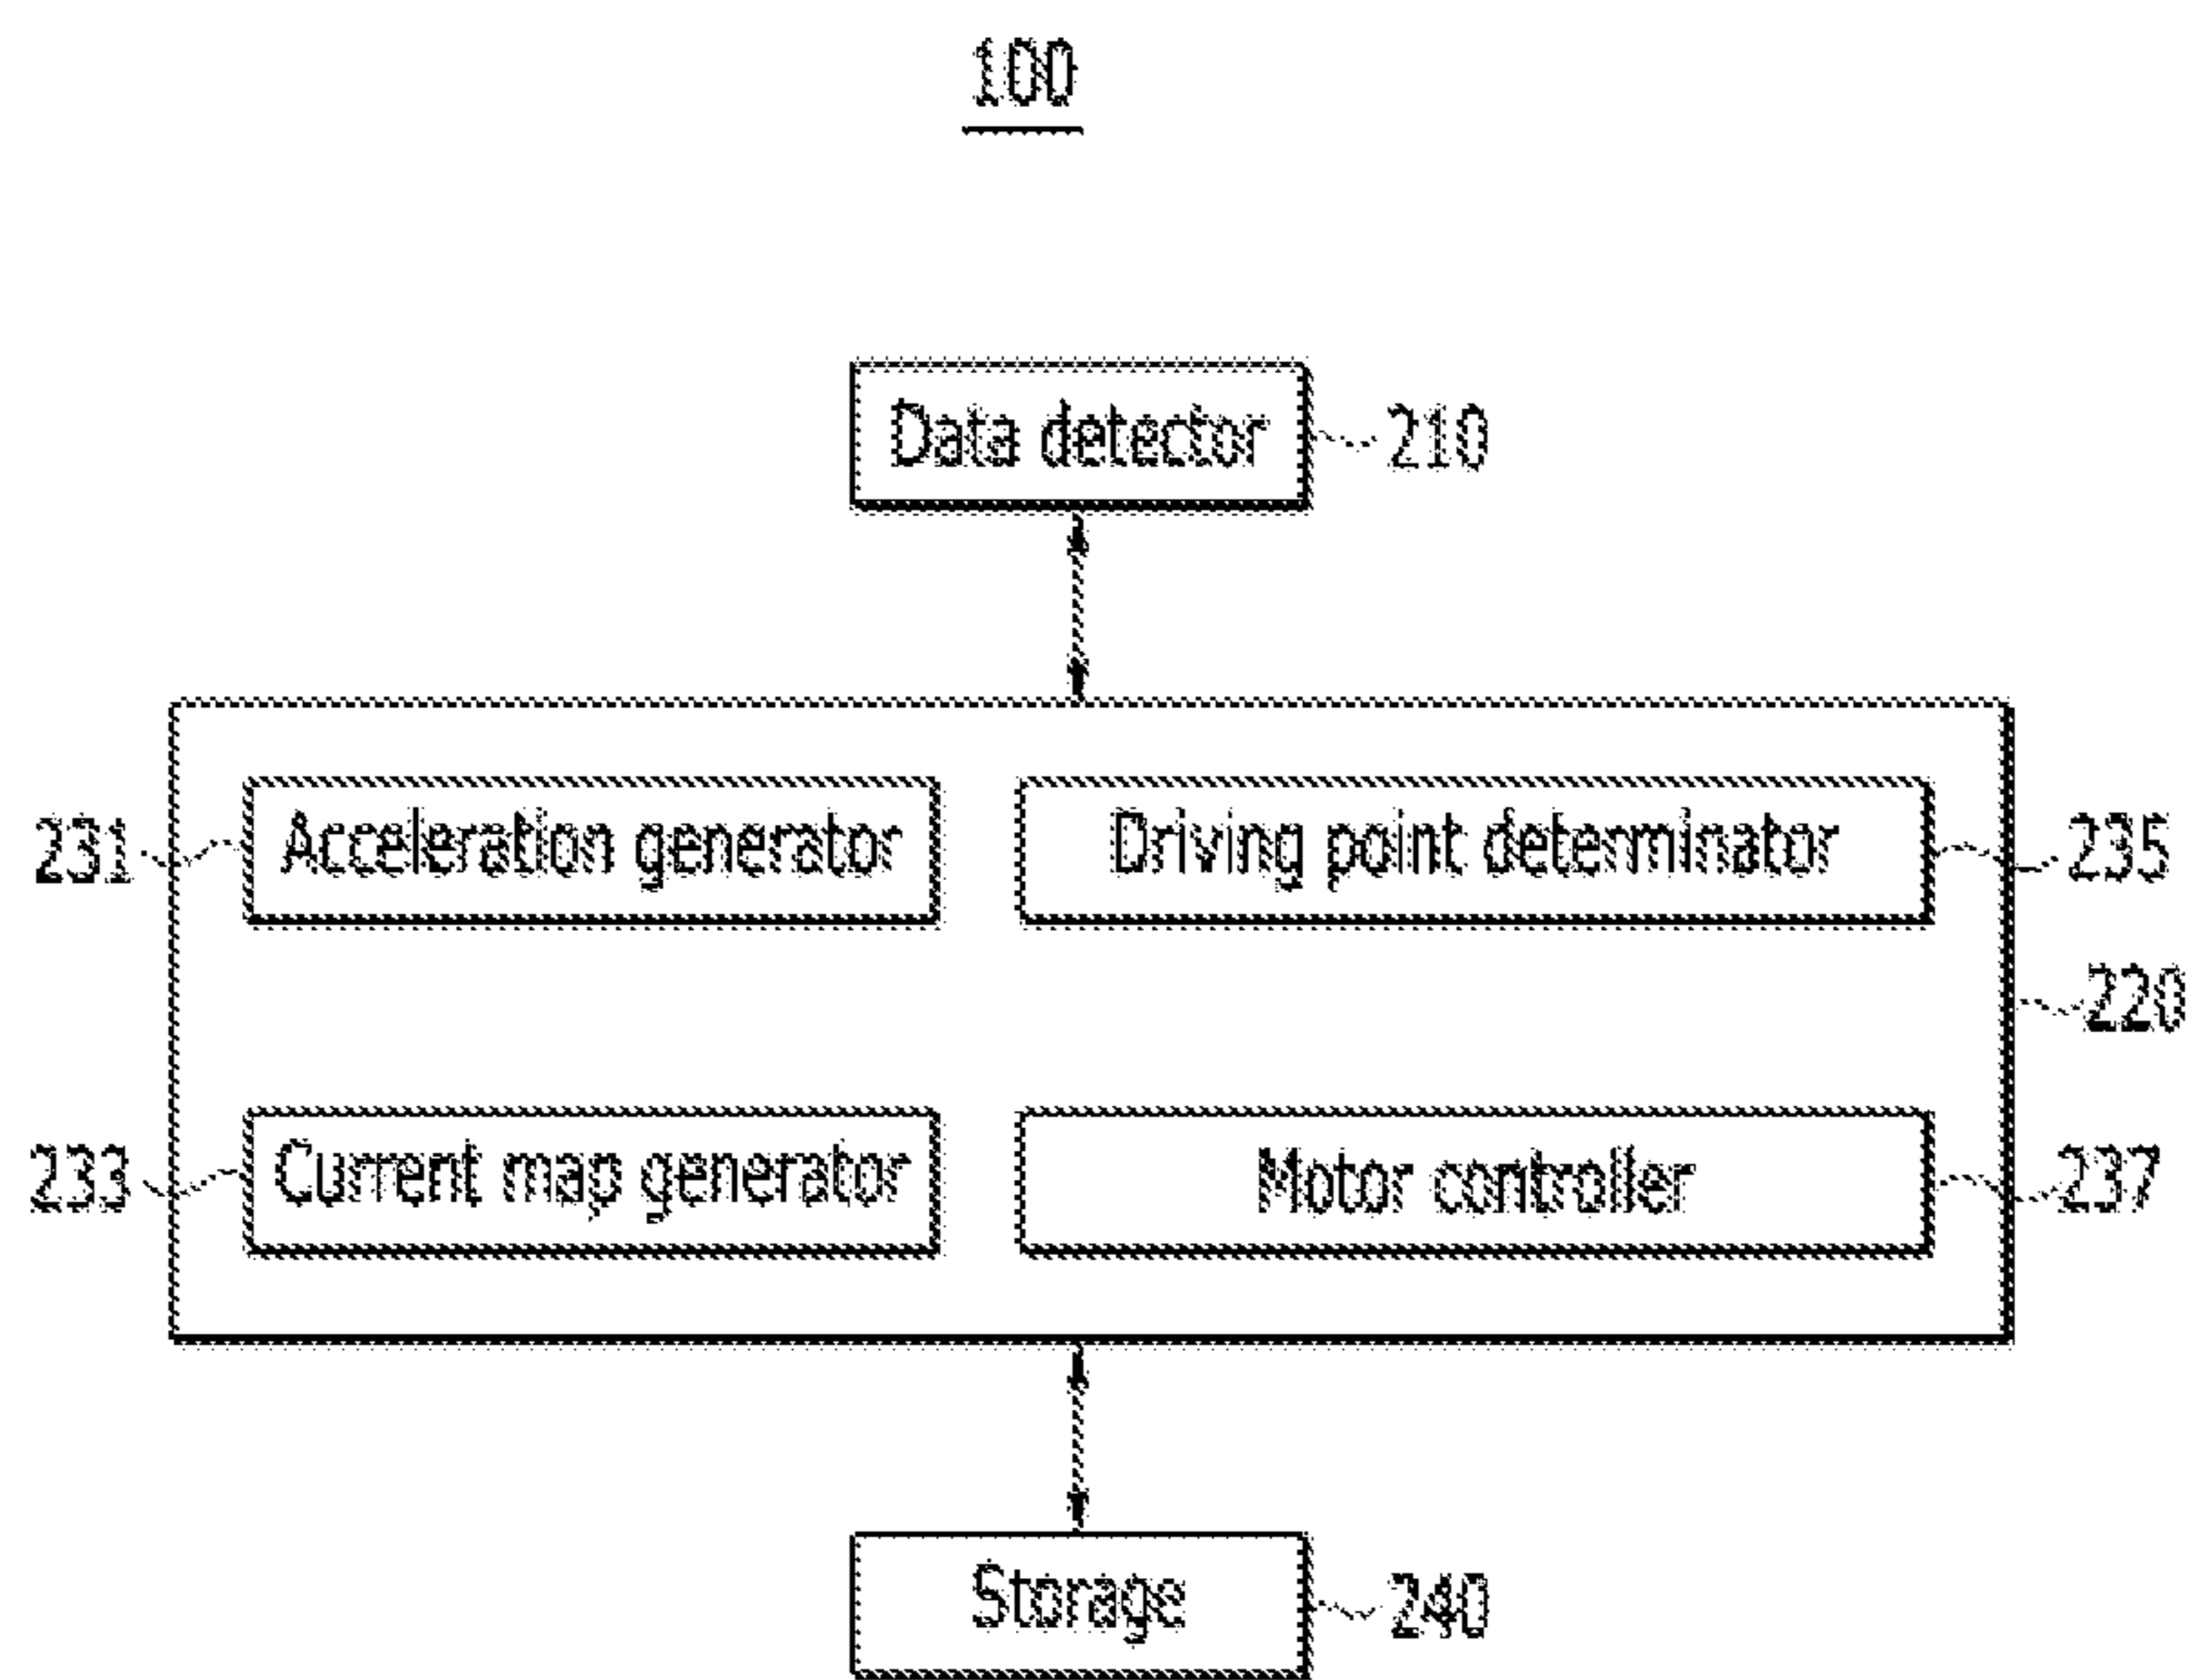 100
Data detector 210
231 Acceleration generator Driving point determinator 235
220
233 Current map generator Motor controller 237
Storage 240